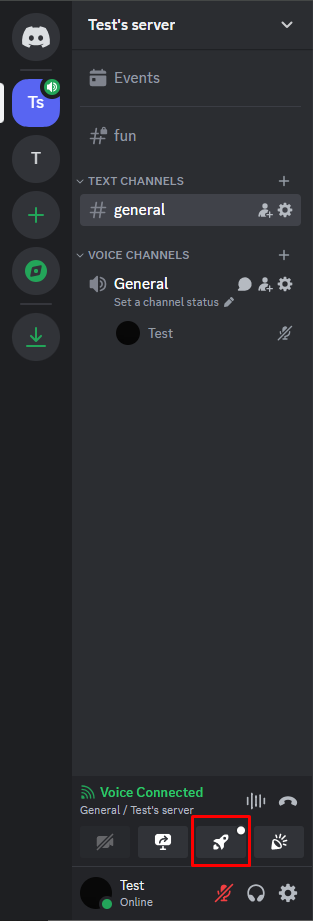 Test's server
Ts
Events
T
fun
TEXT CHANNELS
general
VOICE CHANNELS
General
Set a channel status
Test
Voice Connected
General / Test's server
Test
Online